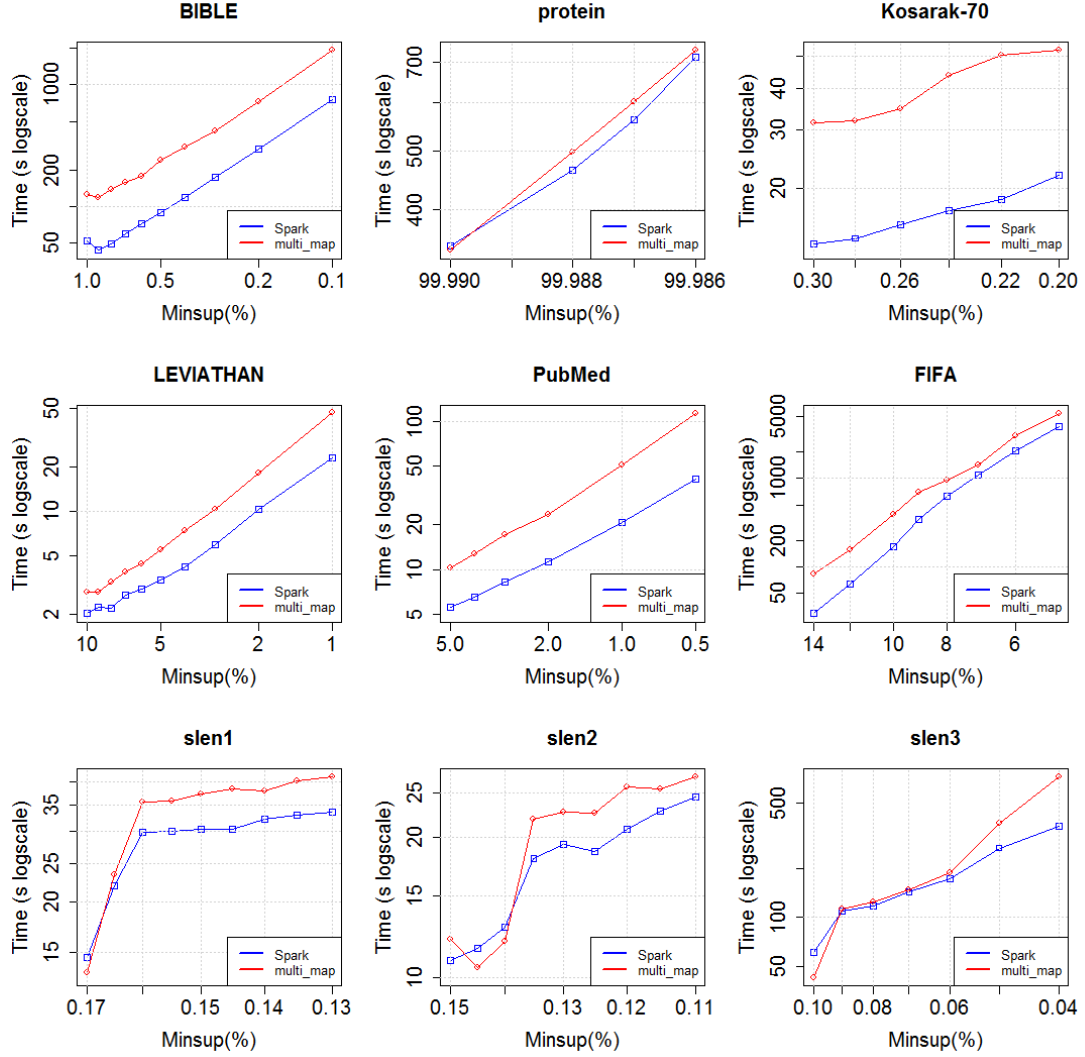 BIBLE
Time (s logscale)
1000
200
50
Spark
multi_map
1.0 0.5 0.2 0.1
Minsup(%)
protein
Time (s logscale)
700
500
400
Spark
multi_map
99.990 99.988 99.986
Minsup(%)
Kosarak-70
Time (s logscale)
40
30
20
Spark
multi_map
0.30 0.26 0.22 0.20
Minsup(%)
LEVIATHAN
Time (s logscale)
50
20
10
5
2
Spark
multi_map
10 5 2 1
Minsup(%)
PubMed
Time (s logscale)
100
50
20
10
5
Spark
multi_map
5.0 2.0 1.0 0.5
Minsup(%)
FIFA
Time (s logscale)
5000
1000
200
50
Spark
multi_map
14 10 8 6
Minsup(%)
slen1
Time (s logscale)
35
25
20
15
Spark
multi_map
0.17 0.15 0.14 0.13
Minsup(%)
slen2
Time (s logscale)
25
20
15
10
Spark
multi_map
0.15 0.13 0.12 0.11
Minsup(%)
slen3
Time (s logscale)
500
100
50
Spark
multi_map
0.10 0.08 0.06 0.04
Minsup(%)